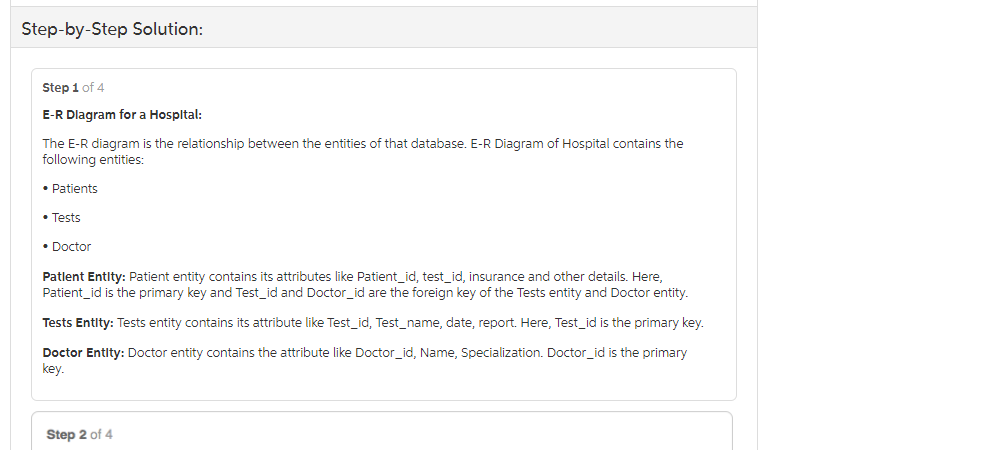 Step-by-Step Solution:
Step 1 of 4
E-R Diagram for a Hospital:
The E-R diagram is the relationship between the entities of that database. E-R Diagram of Hospital contains the
following entities:
• Patients
• Tests
• Doctor
Patient Entity: Patient entity contains its attributes like Patient_id, test_id, insurance and other details. Here,
Patient_id is the primary key and Test_id and Doctor_id are the foreign key of the Tests entity and Doctor entity.
Tests Entity: Tests entity contains its attribute like Test_id, Test_name, date, report. Here, Test_id is the primary key.
Doctor Entity: Doctor entity contains the attribute like Doctor_id, Name, Specialization. Doctor_id is the primary
key.
Step 2 of 4